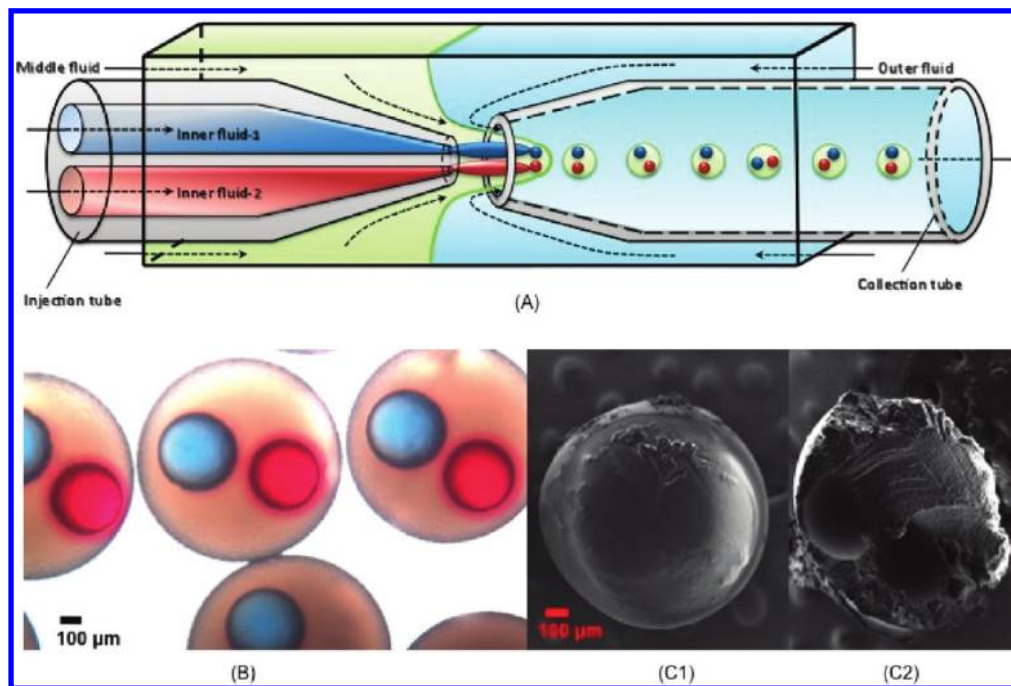 Middle fluid
Outer fluid
Inner fluid-1
Inner fluid-2
Injection tube
Collection tube
(A)
100 μm
100 μm
(B)
(C1)
(C2)